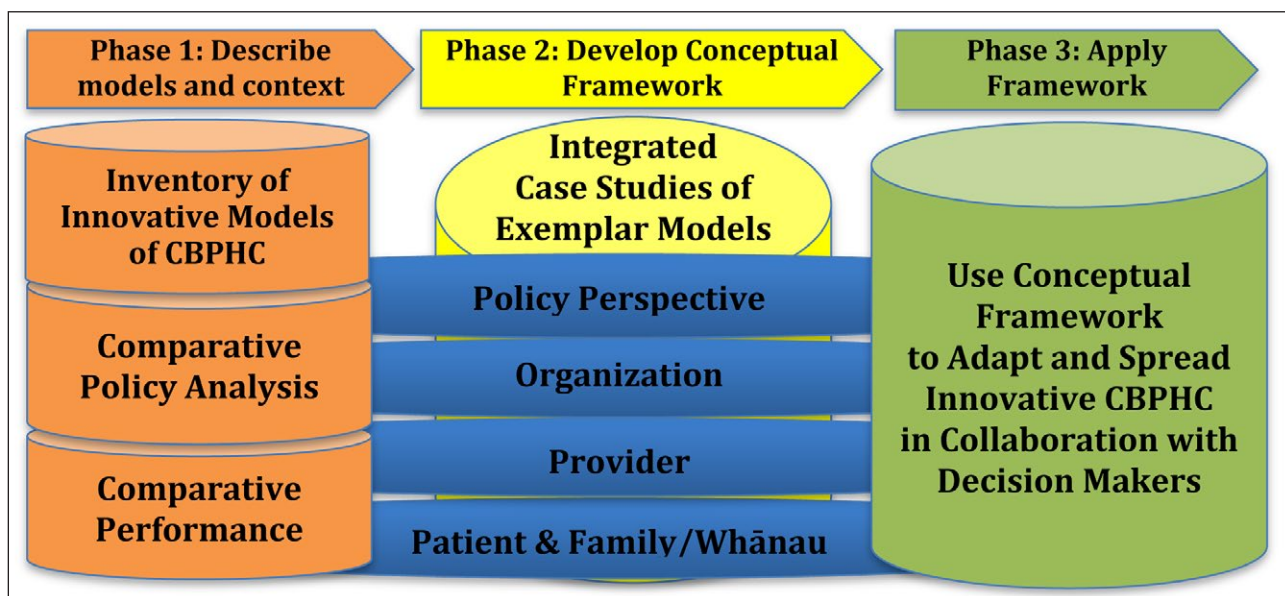 Phase 1: Describe
models and context
Phase 2: Develop Conceptual
Framework
Phase 3: Apply
Framework
Inventory of
Innovative Models
of CBPHC
Comparative
Policy Analysis
Comparative
Performance
Integrated
Case Studies of
Exemplar Models
Policy Perspective
Organization
Provider
Patient & Family/Whānau
Use Conceptual
Framework
to Adapt and Spread
Innovative CBPHC
in Collaboration with
Decision Makers